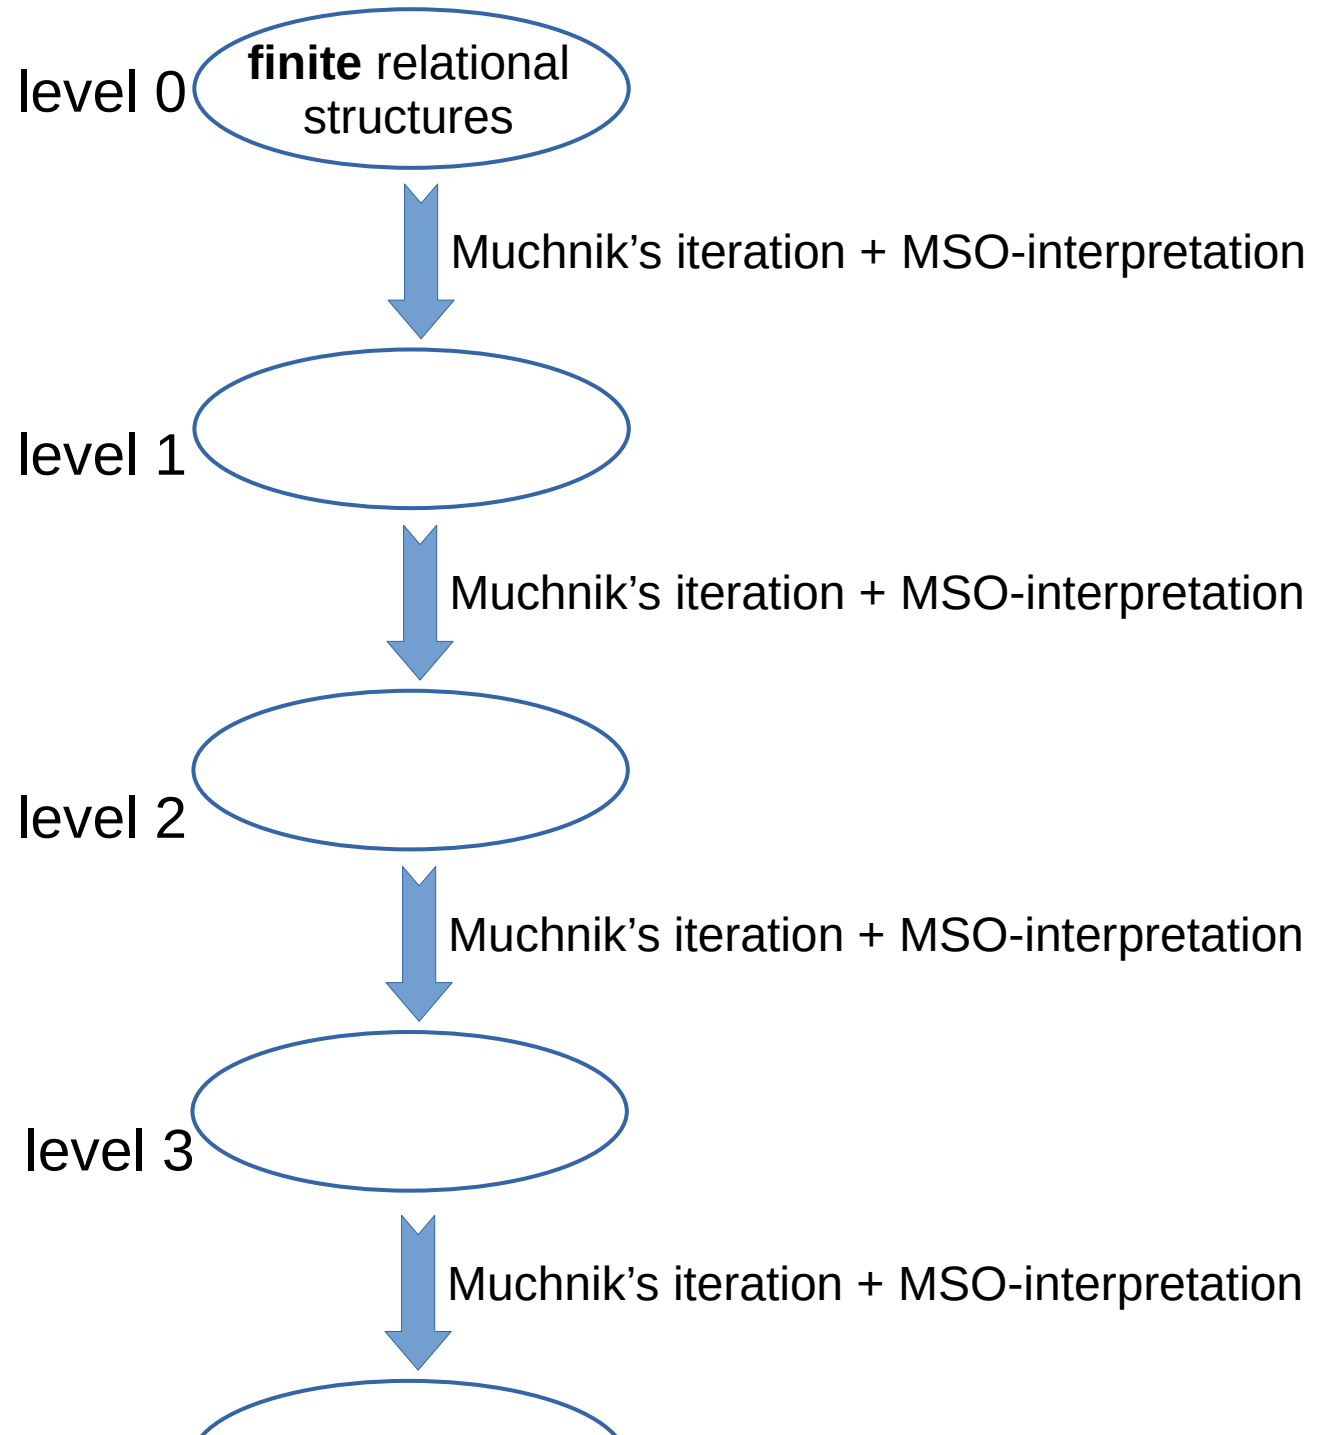 finite relational
structures
level 0
Muchnik’s iteration + MSO-interpretation
level 1
Muchnik’s iteration + MSO-interpretation
level 2
Muchnik’s iteration + MSO-interpretation
level 3
Muchnik’s iteration + MSO-interpretation